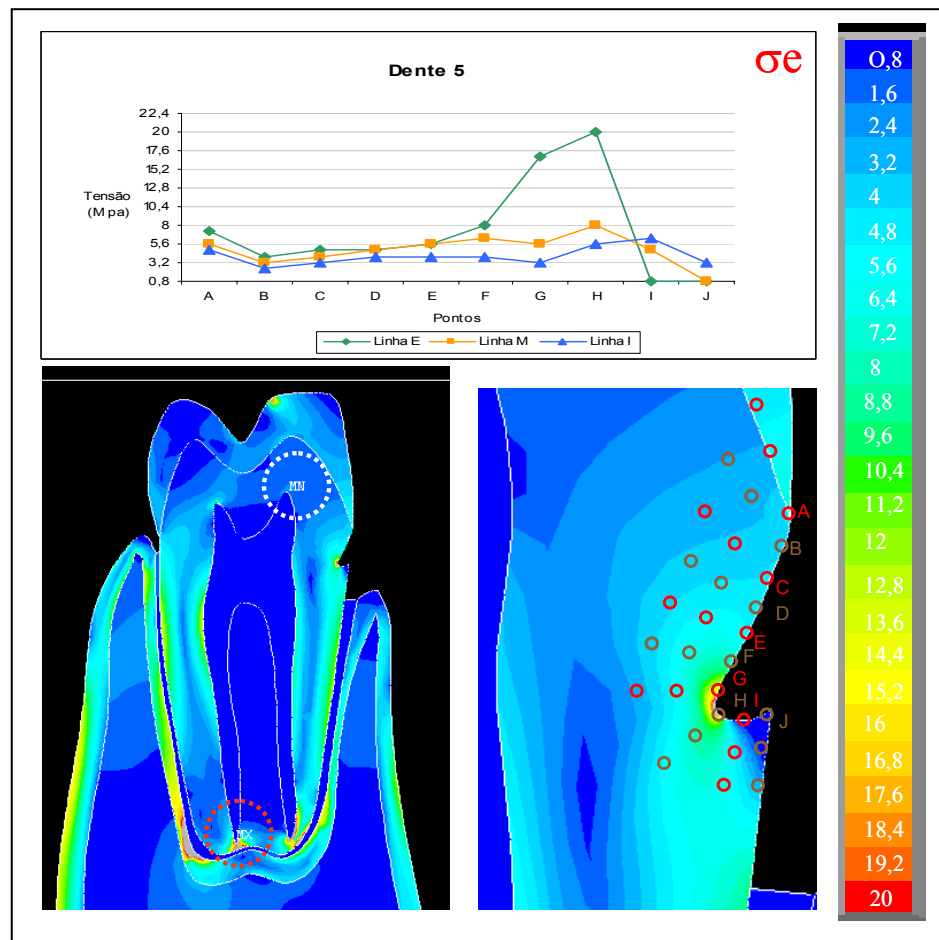 Dente 5
σe
22,4
20
17,6
15,2
12,8
10,4
8
5,6
3,2
0,8
Tensão
(Mpa)
A B C D E F G H I J
Pontos
Linha E Linha M Linha I
MN
MX
A
B
C
D
E
F
G
H I
J
O,8
1,6
2,4
3,2
4
4,8
5,6
6,4
7,2
8
8,8
9,6
10,4
11,2
12
12,8
13,6
14,4
15,2
16
16,8
17,6
18,4
19,2
20